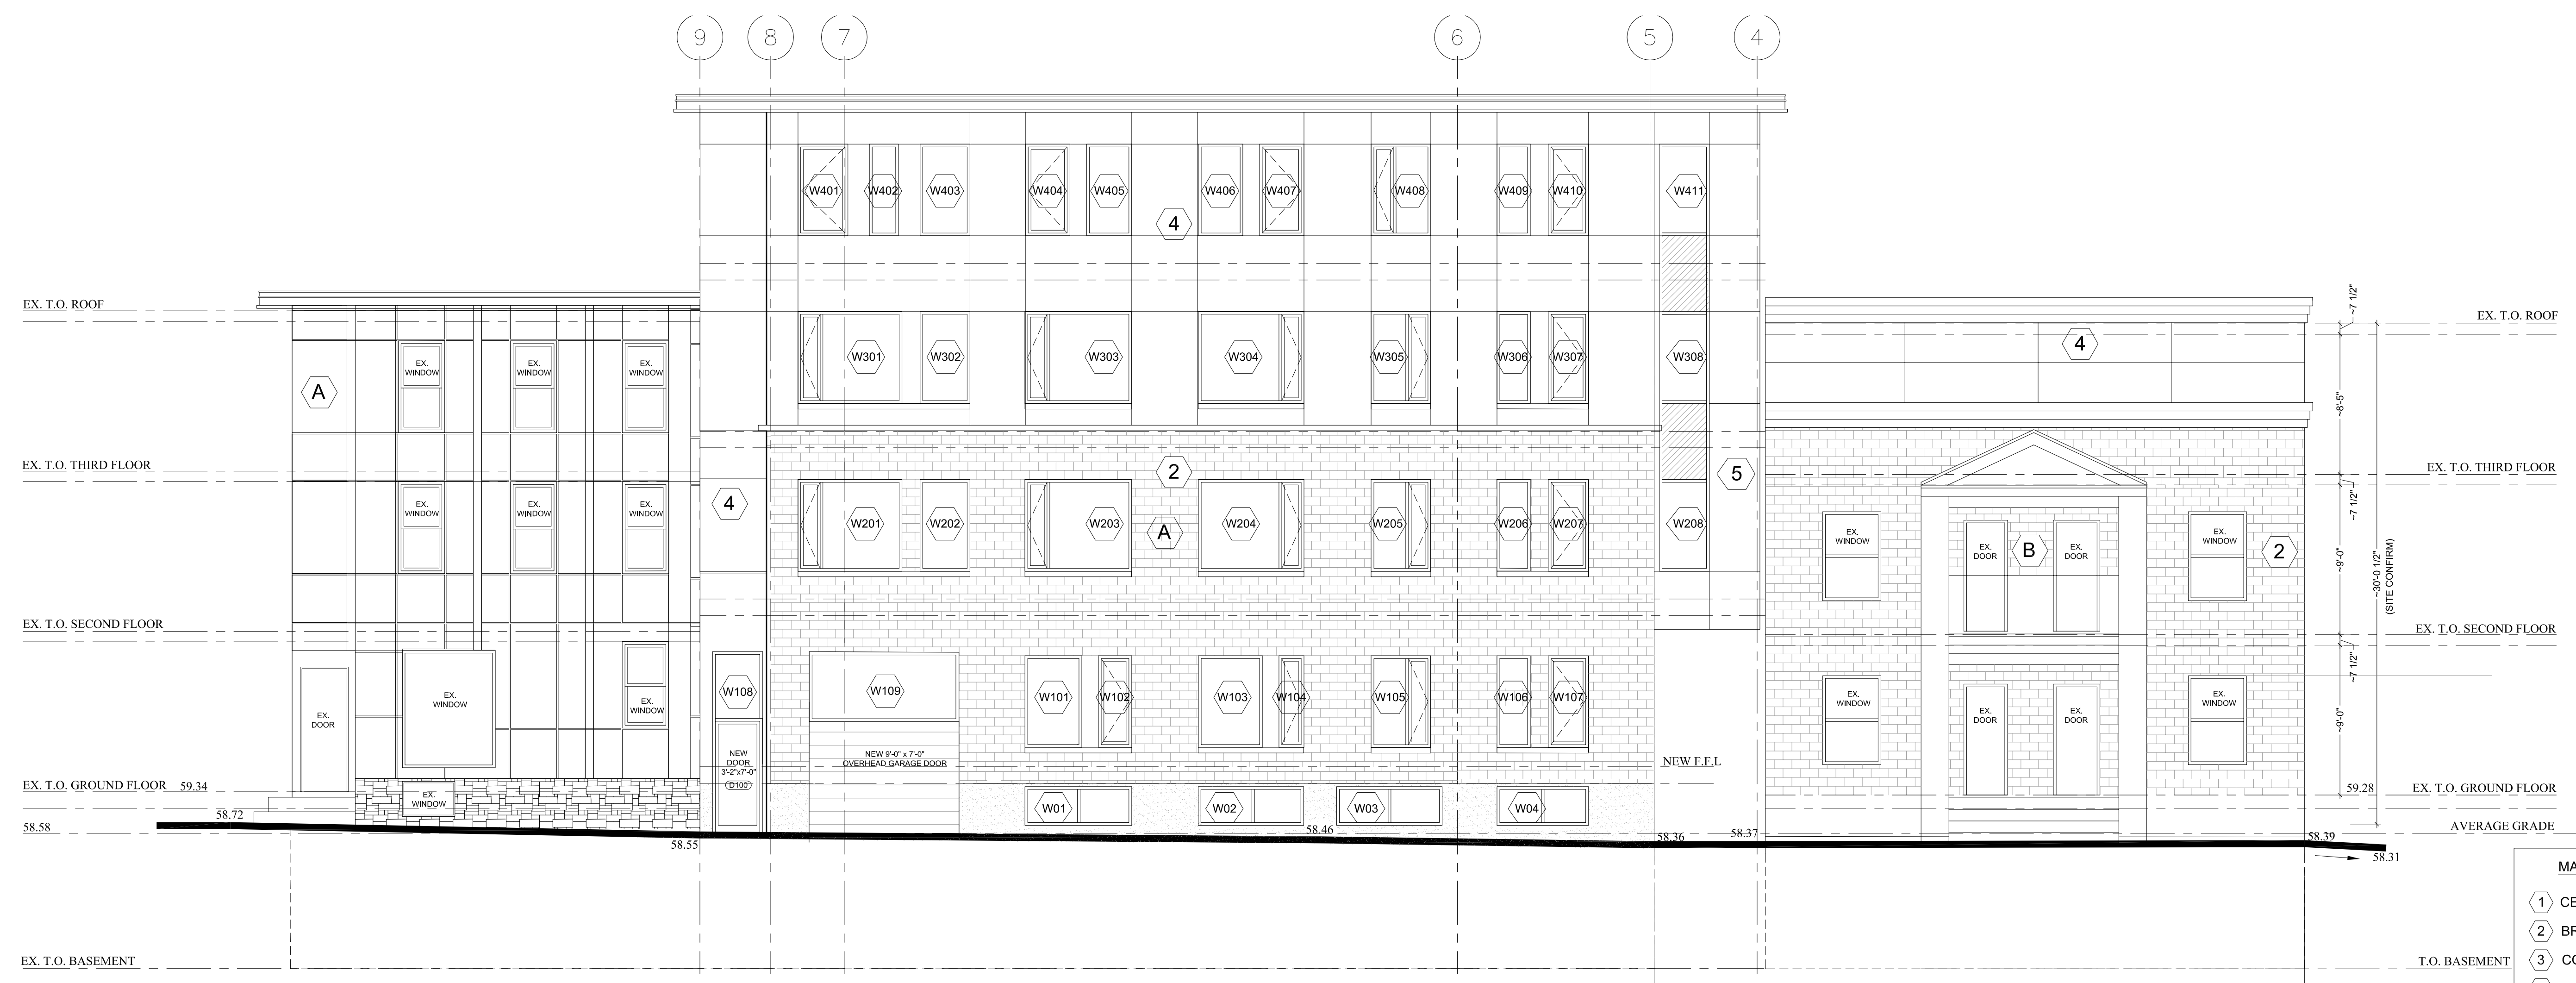 9 8 7 6 5 4
W401 W402 W403 W404 W405 W406 W407 W408 W409 W410 W411
4
EX. T.O. ROOF
EX. T.O. ROOF
~7 1/2"
4
W301 W302 W303 W304 W305 W306 W307 W308
EX.
WINDOW
EX.
WINDOW
EX.
WINDOW
A
~8'-5"
EX. T.O. THIRD FLOOR
EX. T.O. THIRD FLOOR
2
5
4
~7 1/2"
EX.
WINDOW
EX.
WINDOW
EX.
WINDOW
W201 W202 W203 W204 W205 W206 W207 W208
A
EX.
WINDOW
EX.
DOOR
B
EX.
DOOR
EX.
WINDOW
2
~9'-0"
~30'-0 1/2"
(SITE CONFIRM)
EX. T.O. SECOND FLOOR
EX. T.O. SECOND FLOOR
~7 1/2"
EX.
WINDOW
EX.
WINDOW
EX.
DOOR
W108
W109
W101 W102 W103 W104 W105 W106 W107
EX.
WINDOW
EX.
DOOR
EX.
DOOR
EX.
WINDOW
~9'-0"
NEW
DOOR
3'-2"x7'-0"
D100
NEW 9'-0" x 7'-0"
OVERHEAD GARAGE DOOR
NEW F.F.L
EX. T.O. GROUND FLOOR 59.34
59.28 EX. T.O. GROUND FLOOR
EX.
WINDOW
W01 W02 W03 W04
58.72
58.58
58.55
58.46
58.36
58.37
58.39
AVERAGE GRADE
58.31
MA
1 CE
2 BR
3 CO
EX. T.O. BASEMENT
T.O. BASEMENT